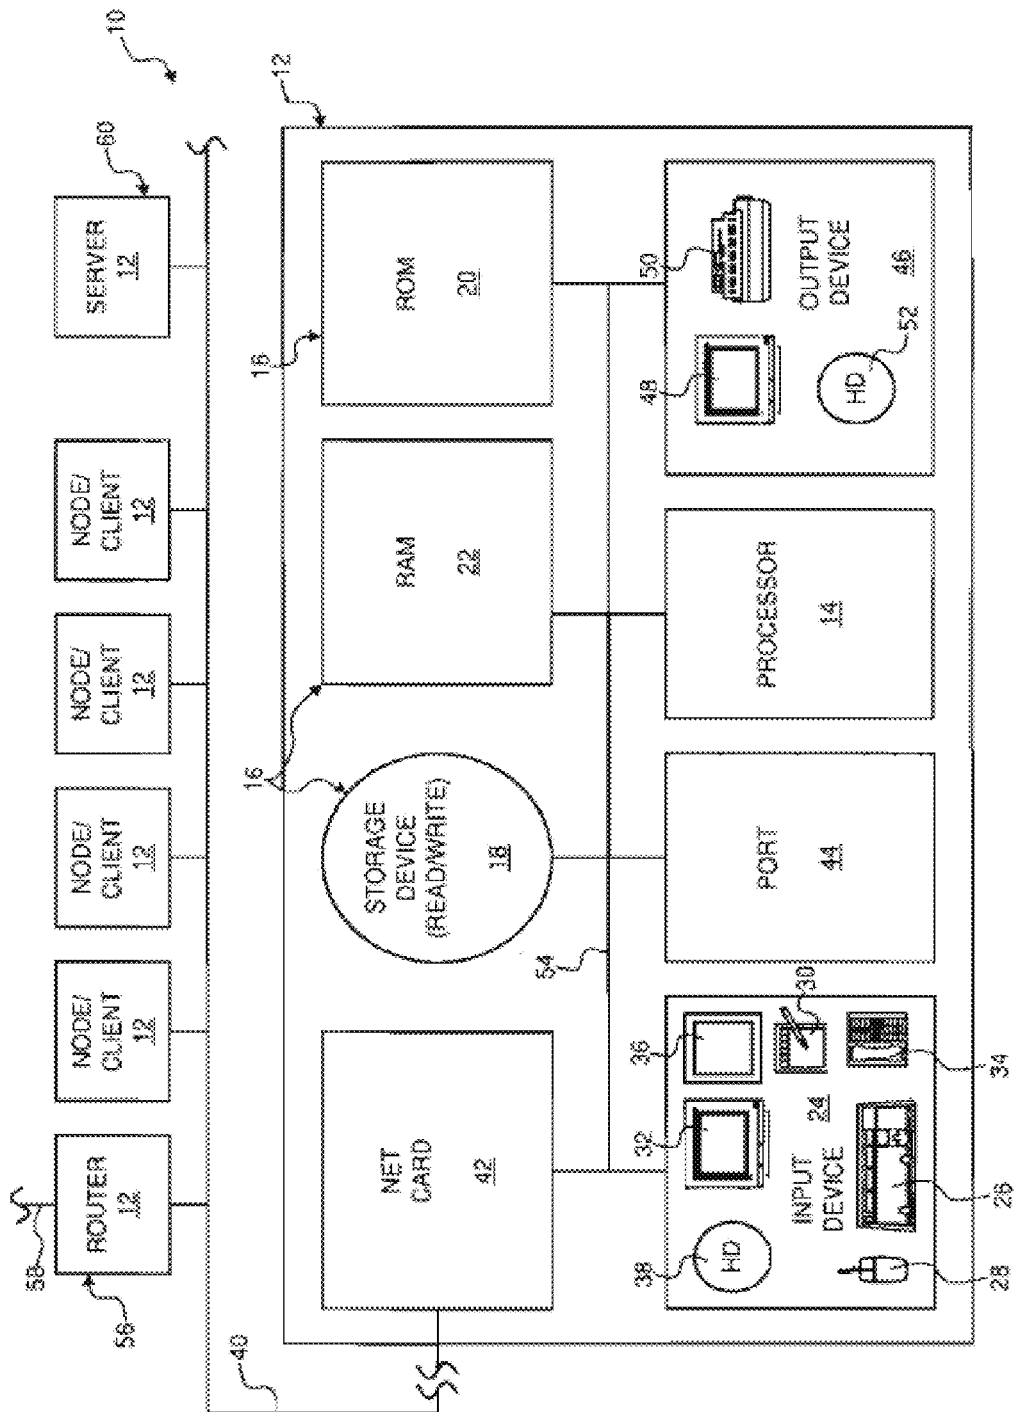 10
58
56
ROUTER
12
NODE/
CLIENT
12
NODE/
CLIENT
12
NODE/
CLIENT
12
NODE/
CLIENT
12
SERVER
12
60
40
16
16
12
NET
CARD
42
STORAGE
DEVICE
(READ/WRITE)
18
RAM
22
ROM
20
54
38
HD
32
36
30
INPUT
DEVICE
24
28
26
34
PORT
44
PROCESSOR
14
48
50
OUTPUT
DEVICE
46
HD
52